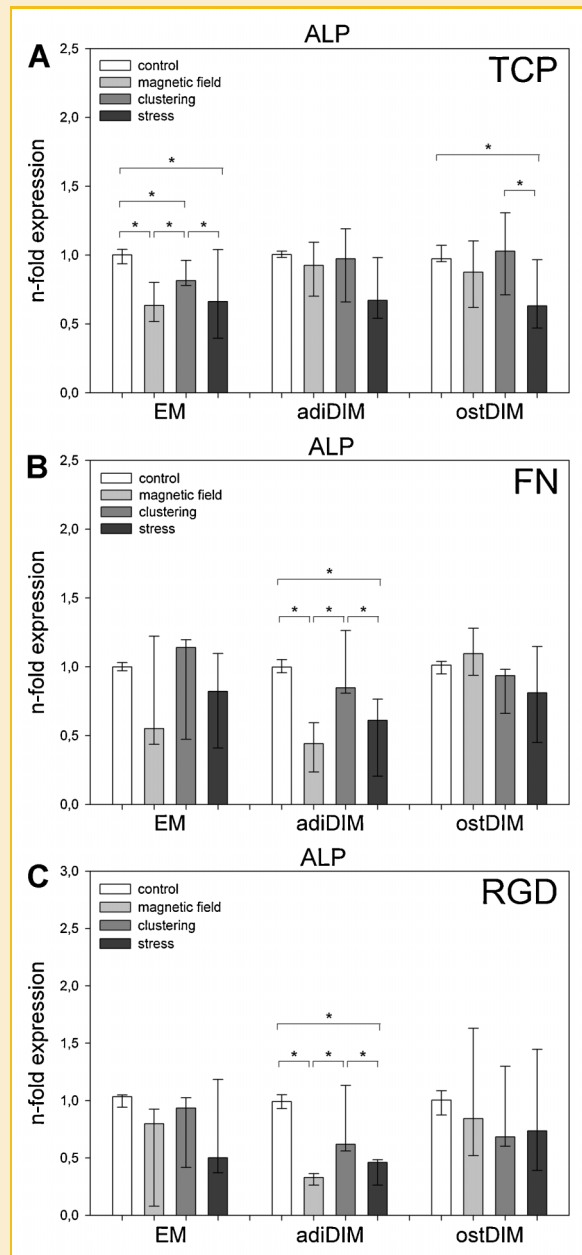 ALP
A
TCP
control
magnetic field
clustering
stress
2,5
2,0
1,5
1,0
0,5
0,0
n-fold expression
* * * * *
* *
EM adiDIM ostDIM
ALP
B
FN
control
magnetic field
clustering
stress
2,5
2,0
1,5
1,0
0,5
0,0
n-fold expression
* * * *
EM adiDIM ostDIM
ALP
C
RGD
control
magnetic field
clustering
stress
3,0
2,5
2,0
1,5
1,0
0,5
0,0
n-fold expression
* * * *
EM adiDIM ostDIM